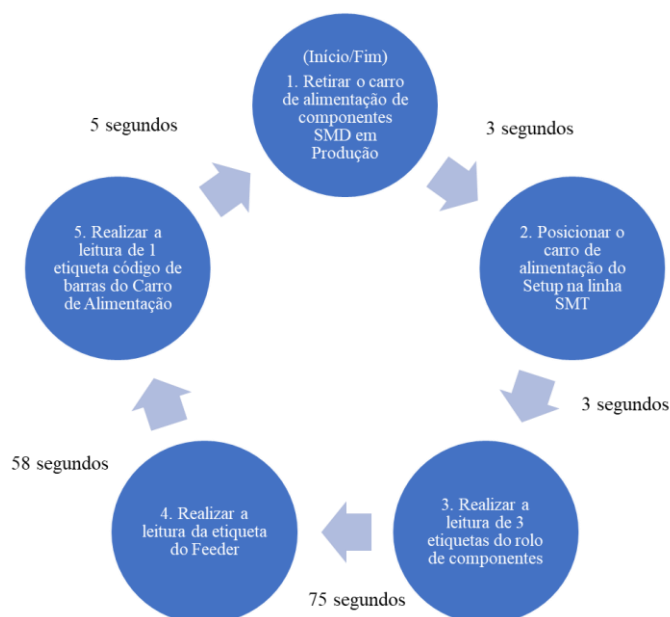 (Início/Fim)
1. Retirar o carro
de alimentação de
componentes
SMD em
Produção
3 segundos
2. Posicionar o
carro de
alimentação do
Setup na linha
SMT
3 segundos
3. Realizar a
leitura de 3
etiquetas do rolo
de componentes
75 segundos
4. Realizar a
leitura da etiqueta
do Feeder
58 segundos
5. Realizar a
leitura de 1
etiqueta código de
barras do Carro
de Alimentação
5 segundos